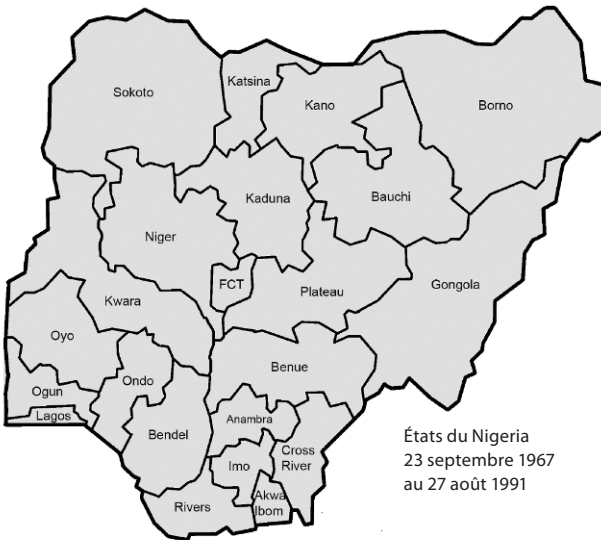 Sokoto
Katsina
Kano
Borno
Kaduna
Bauchi
Niger
FCT
Plateau
Gongola
Kwara
Oyo
Benue
Ondo
Ogun
Lagos
Bendel
Anambra
Imo
Cross
River
Rivers
Akwa
Ibom
États du Nigeria
23 septembre 1967
au 27 août 1991